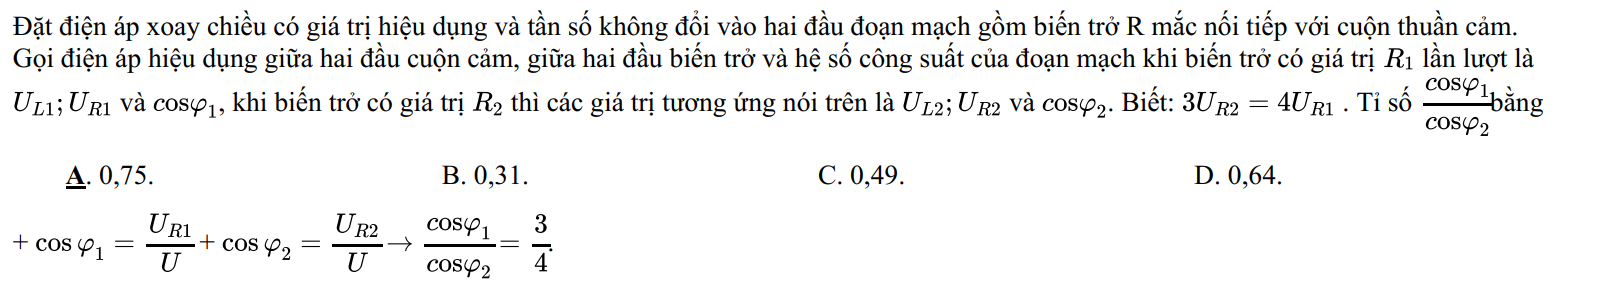 Đặt điện áp xoay chiều có giá trị hiệu dụng và tần số không đổi vào hai đầu đoạn mạch gồm biến trở R mắc nối tiếp với cuộn thuần cảm.
Gọi điện áp hiệu dụng giữa hai đầu cuộn cảm, giữa hai đầu biến trở và hệ số công suất của đoạn mạch khi biến trở có giá trị $R_1$ lần lượt là
$U_{L1}; U_{R1}$ và $\cos\varphi_1$, khi biến trở có giá trị $R_2$ thì các giá trị tương ứng nói trên là $U_{L2}; U_{R2}$ và $\cos\varphi_2$. Biết: $3U_{R2} = 4U_{R1}$ . Tỉ số $\frac{\cos\varphi_1}{\cos\varphi_2}$ bằng
A. 0,75. B. 0,31. C. 0,49. D. 0,64.
$+ \cos\varphi_1 = \frac{U_{R1}}{U} + \cos\varphi_2 = \frac{U_{R2}}{U} \rightarrow \frac{\cos\varphi_1}{\cos\varphi_2} = \frac{3}{4}.$